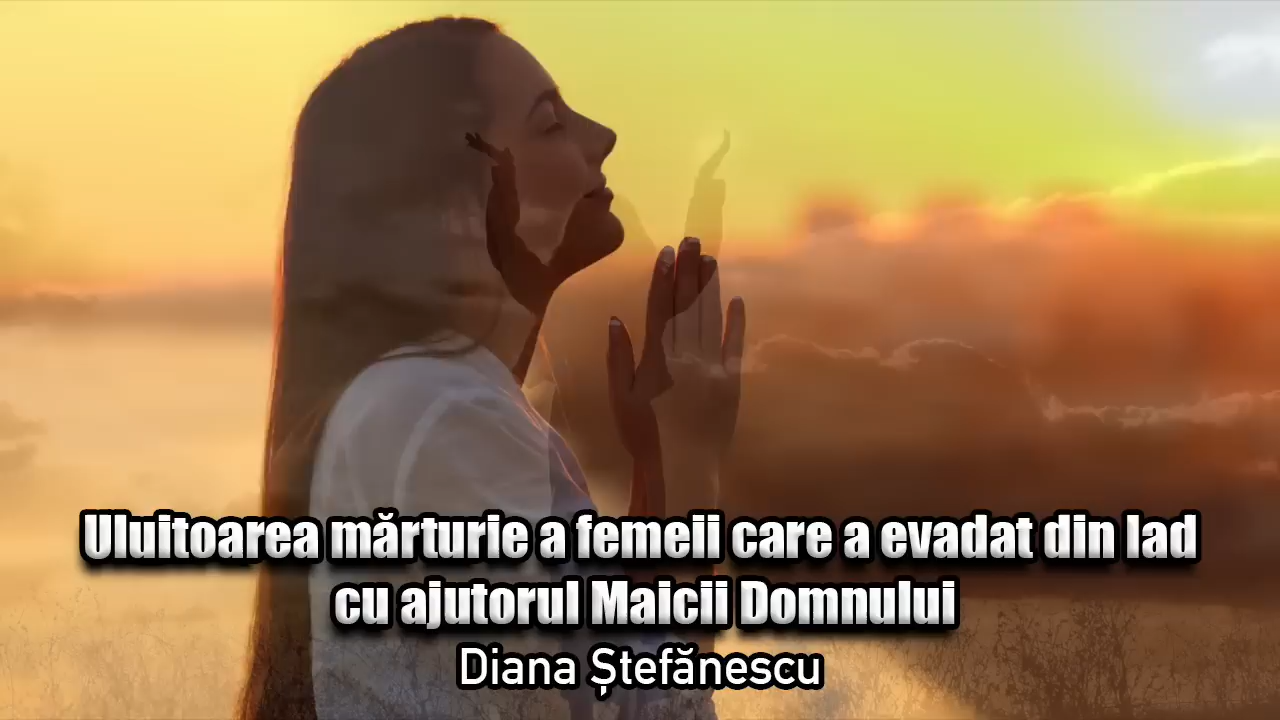 Uluitoarea mărturie a femeii care a evadat din Iad
cu ajutorul Maicii Domnului
Diana Ștefănescu